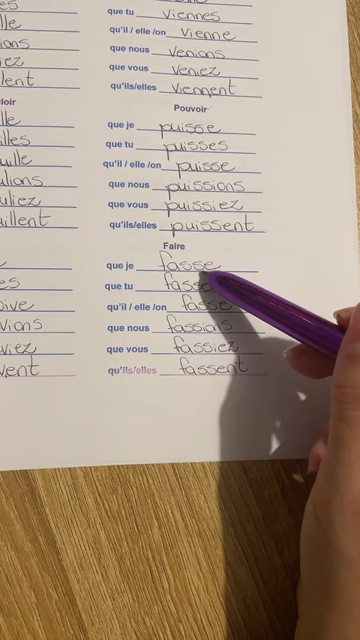 es
que tu viennes
lle
qu'il / elle /on vienne
ions
que nous venions
iez
que vous veniez
lent
qu'ils/elles viennent
loir
Pouvoir
lle
que je puisse
illes
que tu puisses
uille
qu'il / elle /on puisse
ulions
que nous puissions
uliez
que vous puissiez
uillent
qu'ils/elles puissent
Faire
que je fasse
es
que tu fasse
oive
qu'il / elle /on fasse
vions
que nous fassions
viez
que vous fassiez
vent
qu'ils/elles fassent